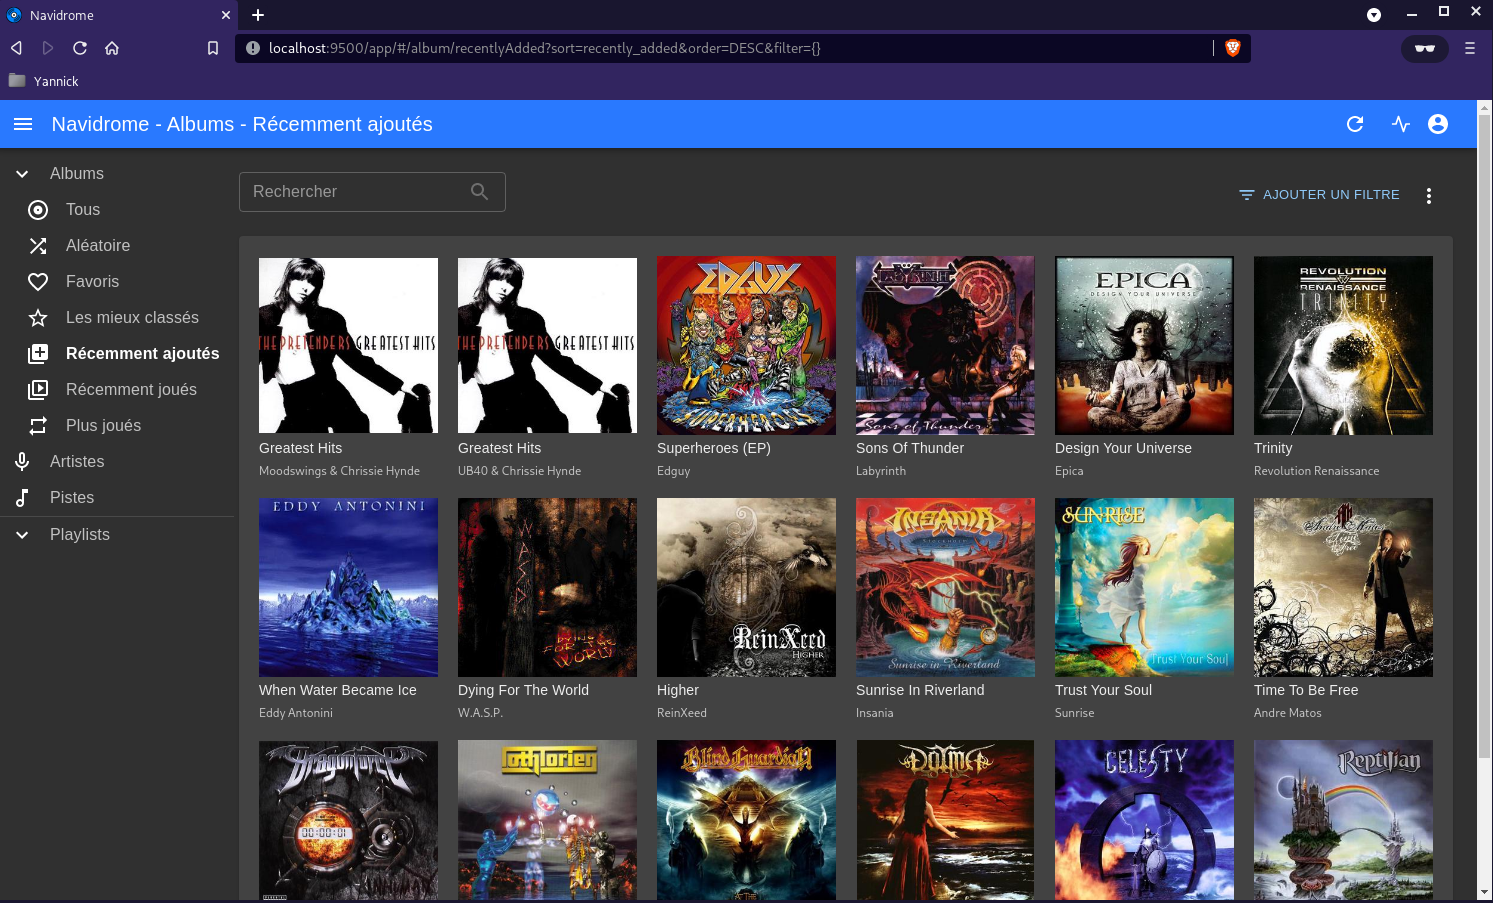 Navidrome
localhost:9500/app/#/album/recentlyAdded?sort=recently_added&order=DESC&filter={}
Yannick
Navidrome - Albums - Récemment ajoutés
Albums
Tous
Aléatoire
Favoris
Les mieux classés
Récemment ajoutés
Récemment joués
Plus joués
Artistes
Pistes
Playlists
Rechercher
AJOUTER UN FILTRE
THE PRETENDERS GREATEST HITS
THE PRETENDERS GREATEST HITS
EDGUY
SUPERHEROES
LABYRINTH
Sons of Thunder
EPICA
DESIGN YOUR UNIVERSE
REVOLUTION
RENAISSANCE
TRINITY
Greatest Hits
Greatest Hits
Superheroes (EP)
Sons Of Thunder
Design Your Universe
Trinity
Moodswings & Chrissie Hynde
UB40 & Chrissie Hynde
Edguy
Labyrinth
Epica
Revolution Renaissance
EDDY ANTONINI
WASP
DYING FOR THE WORLD
ReinXeed
HIGHER
INSANIA
Sunrise in Riverland
SUNRISE
Trust Your Soul
Andre Matos
Time to be Free
When Water Became Ice
Dying For The World
Higher
Sunrise In Riverland
Trust Your Soul
Time To Be Free
Eddy Antonini
W.A.S.P.
ReinXeed
Insania
Sunrise
Andre Matos
DragonForce
00:00:01
Lothlorien
Blind Guardian
AT THE
Dotma
CELESTY
Reptilian